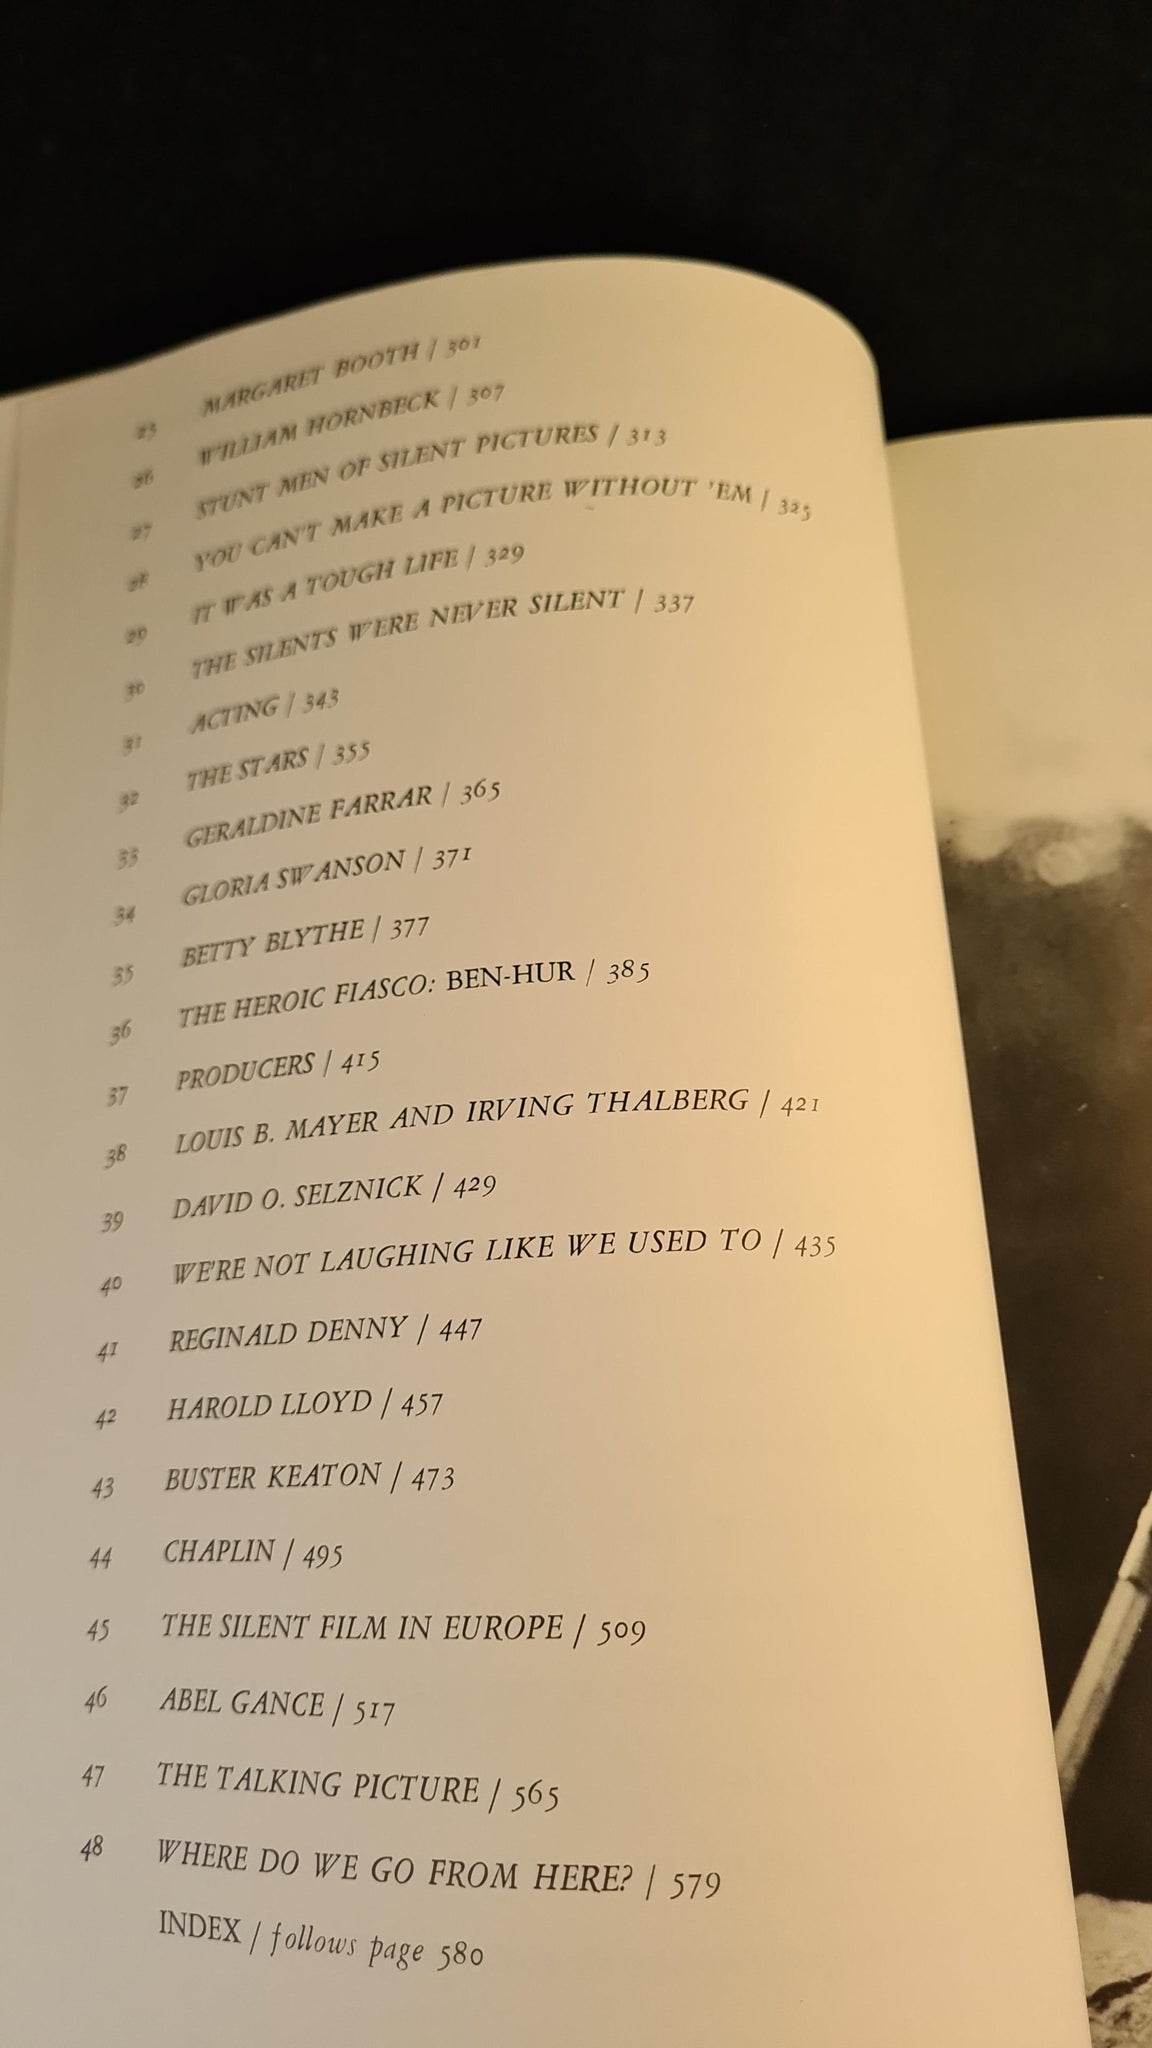 25 MARGARET BOOTH / 301
26 WILLIAM HORNBECK / 307
27 STUNT MEN OF SILENT PICTURES / 313
28 YOU CAN'T MAKE A PICTURE WITHOUT 'EM / 325
29 IT WAS A TOUGH LIFE / 329
30 THE SILENTS WERE NEVER SILENT / 337
31 ACTING / 343
32 THE STARS / 355
33 GERALDINE FARRAR / 365
34 GLORIA SWANSON / 371
35 BETTY BLYTHE / 377
36 THE HEROIC FIASCO: BEN-HUR / 385
37 PRODUCERS / 415
38 LOUIS B. MAYER AND IRVING THALBERG / 421
39 DAVID O. SELZNICK / 429
40 WE'RE NOT LAUGHING LIKE WE USED TO / 435
41 REGINALD DENNY / 447
42 HAROLD LLOYD / 457
43 BUSTER KEATON / 473
44 CHAPLIN / 495
45 THE SILENT FILM IN EUROPE / 509
46 ABEL GANCE / 517
47 THE TALKING PICTURE / 565
48 WHERE DO WE GO FROM HERE? / 579
INDEX / follows page 580